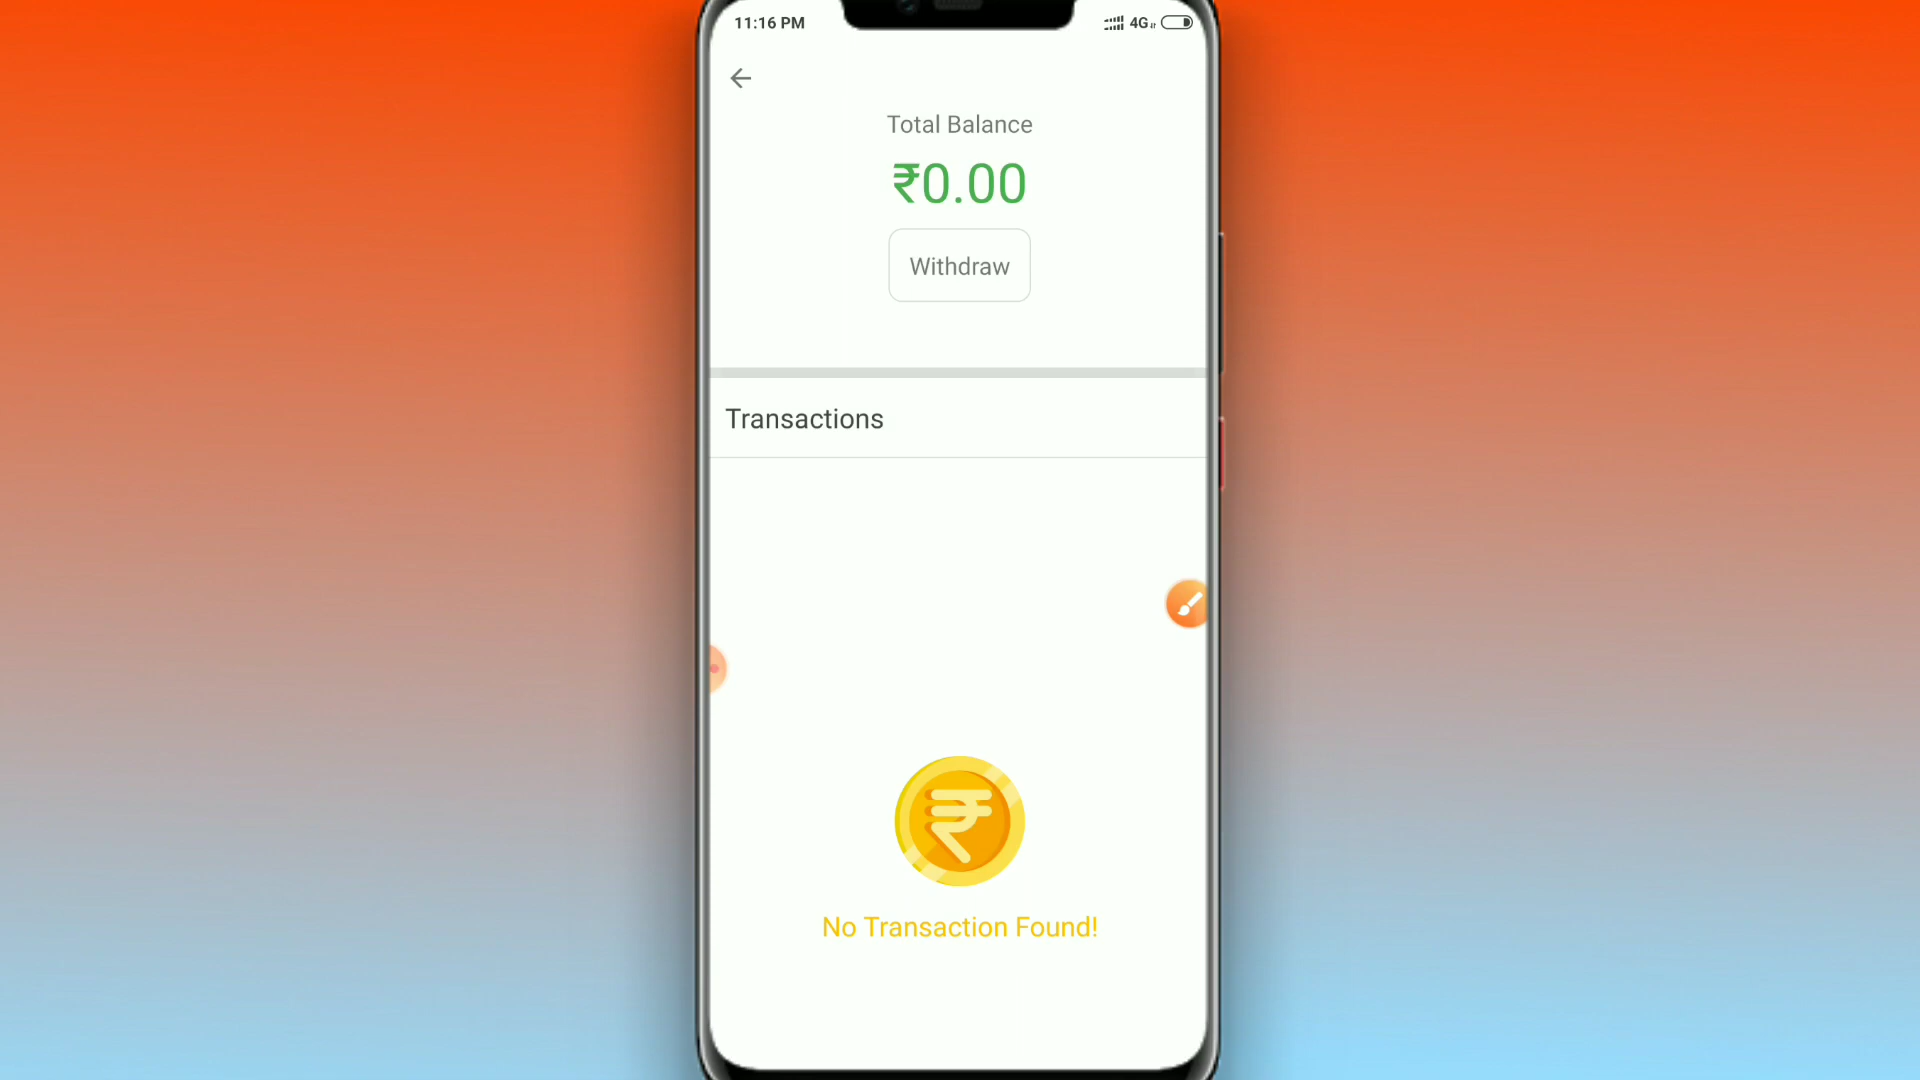 11:16 PM 4G
Total Balance
₹0.00
Withdraw
Transactions
₹
No Transaction Found!